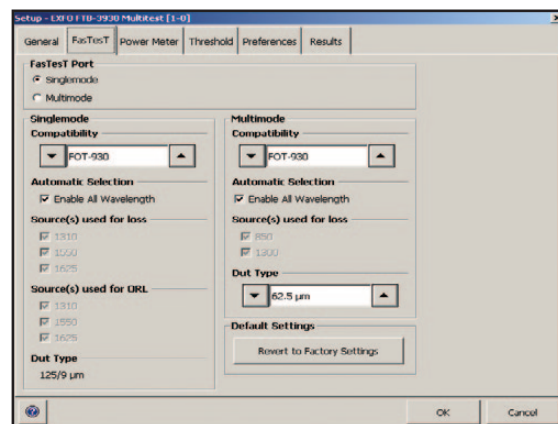 Setup - EXFO FTB-3930 Multitest [1-0]
General FasTesT Power Meter Threshold Preferences Results
FasTesT Port
Singlemode
Multimode
Singlemode
Compatibility
FOT-930
Automatic Selection
Enable All Wavelength
Source(s) used for loss
1310
1550
1625
Source(s) used for ORL
1310
1550
1625
Dut Type
125/9 µm
Multimode
Compatibility
FOT-930
Automatic Selection
Enable All Wavelength
Source(s) used for loss
850
1300
Dut Type
62.5 µm
Default Settings
Revert to Factory Settings
OK Cancel